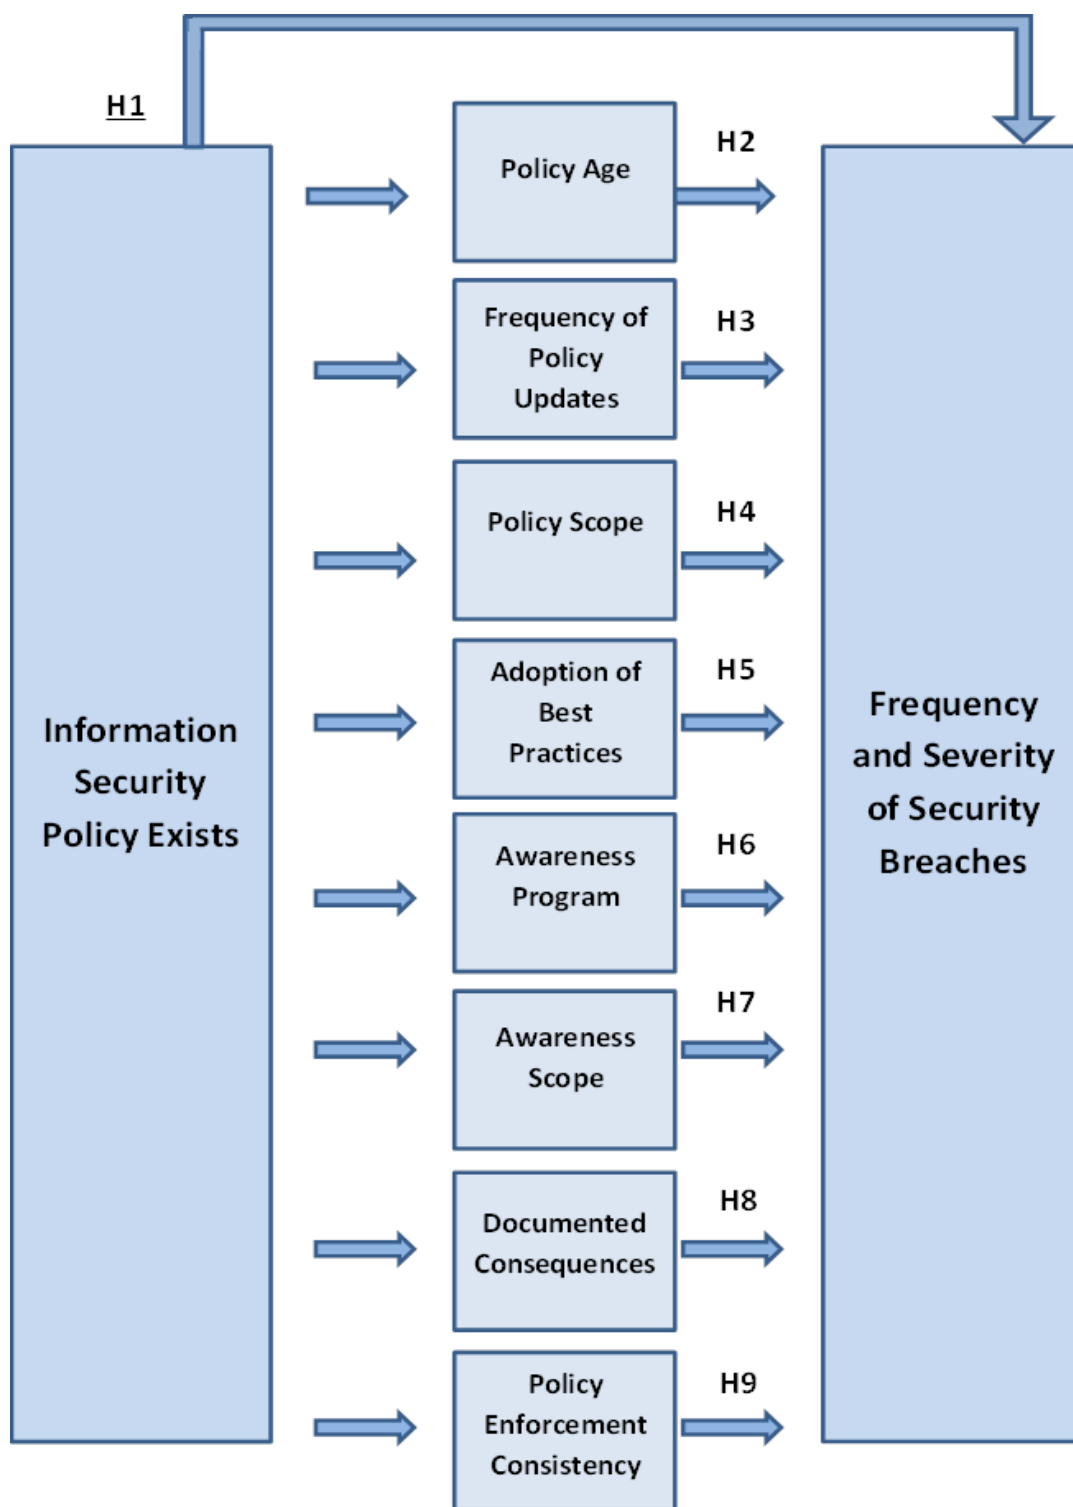 H1
Information
Security
Policy Exists
Policy Age
H2
Frequency of
Policy
Updates
H3
Policy Scope
H4
Adoption of
Best
Practices
H5
Awareness
Program
H6
Awareness
Scope
H7
Documented
Consequences
H8
Policy
Enforcement
Consistency
H9
Frequency
and Severity
of Security
Breaches